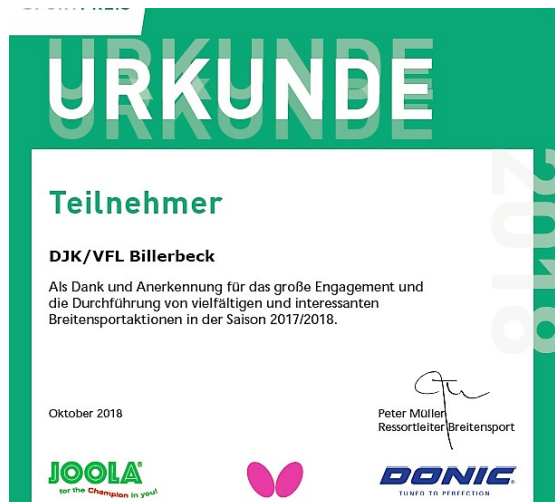 URKUNDE
2018
Teilnehmer
DJK/VFL Billerbeck
Als Dank und Anerkennung für das große Engagement und
die Durchführung von vielfältigen und interessanten
Breitensportaktionen in der Saison 2017/2018.
Oktober 2018
Peter Müller
Ressortleiter Breitensport
JOOLA
for the Champion in you!
DONIC
TUNED TO PERFECTION